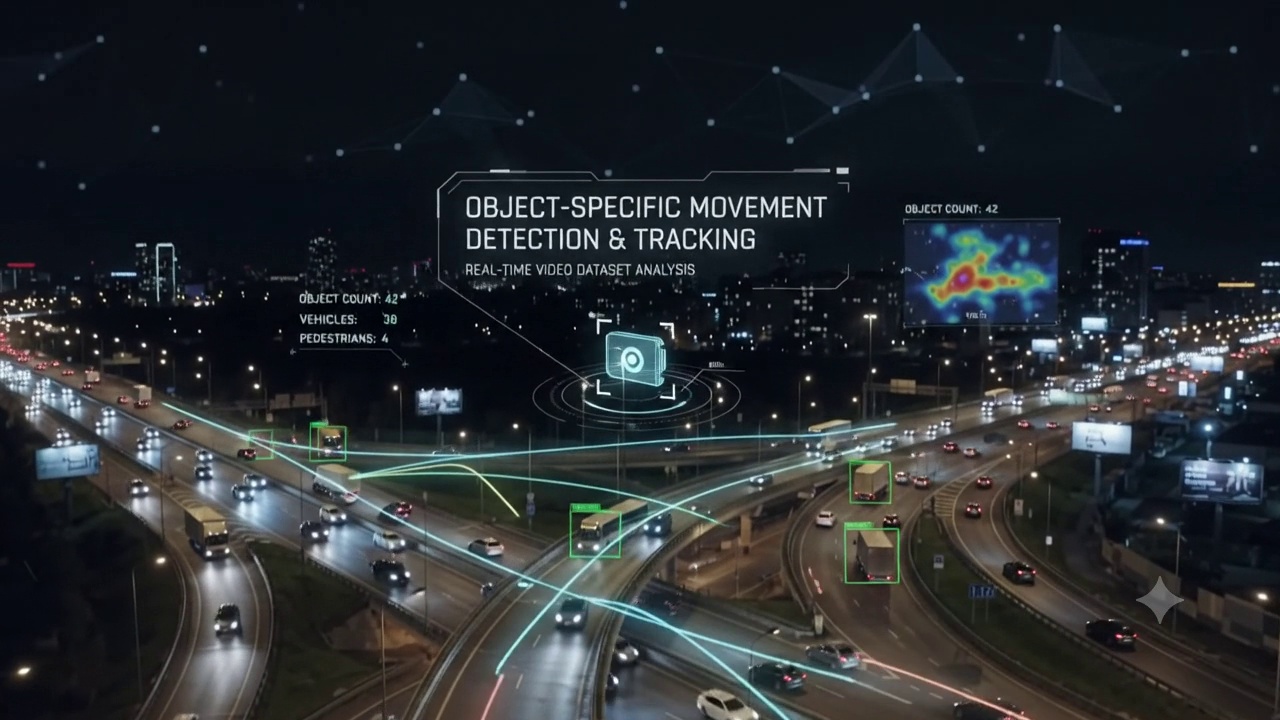 OBJECT-SPECIFIC MOVEMENT
DETECTION & TRACKING
REAL-TIME VIDEO DATASET ANALYSIS
OBJECT COUNT: 42
OBJECT COUNT: 42
VEHICLES: 38
PEDESTRIANS: 4